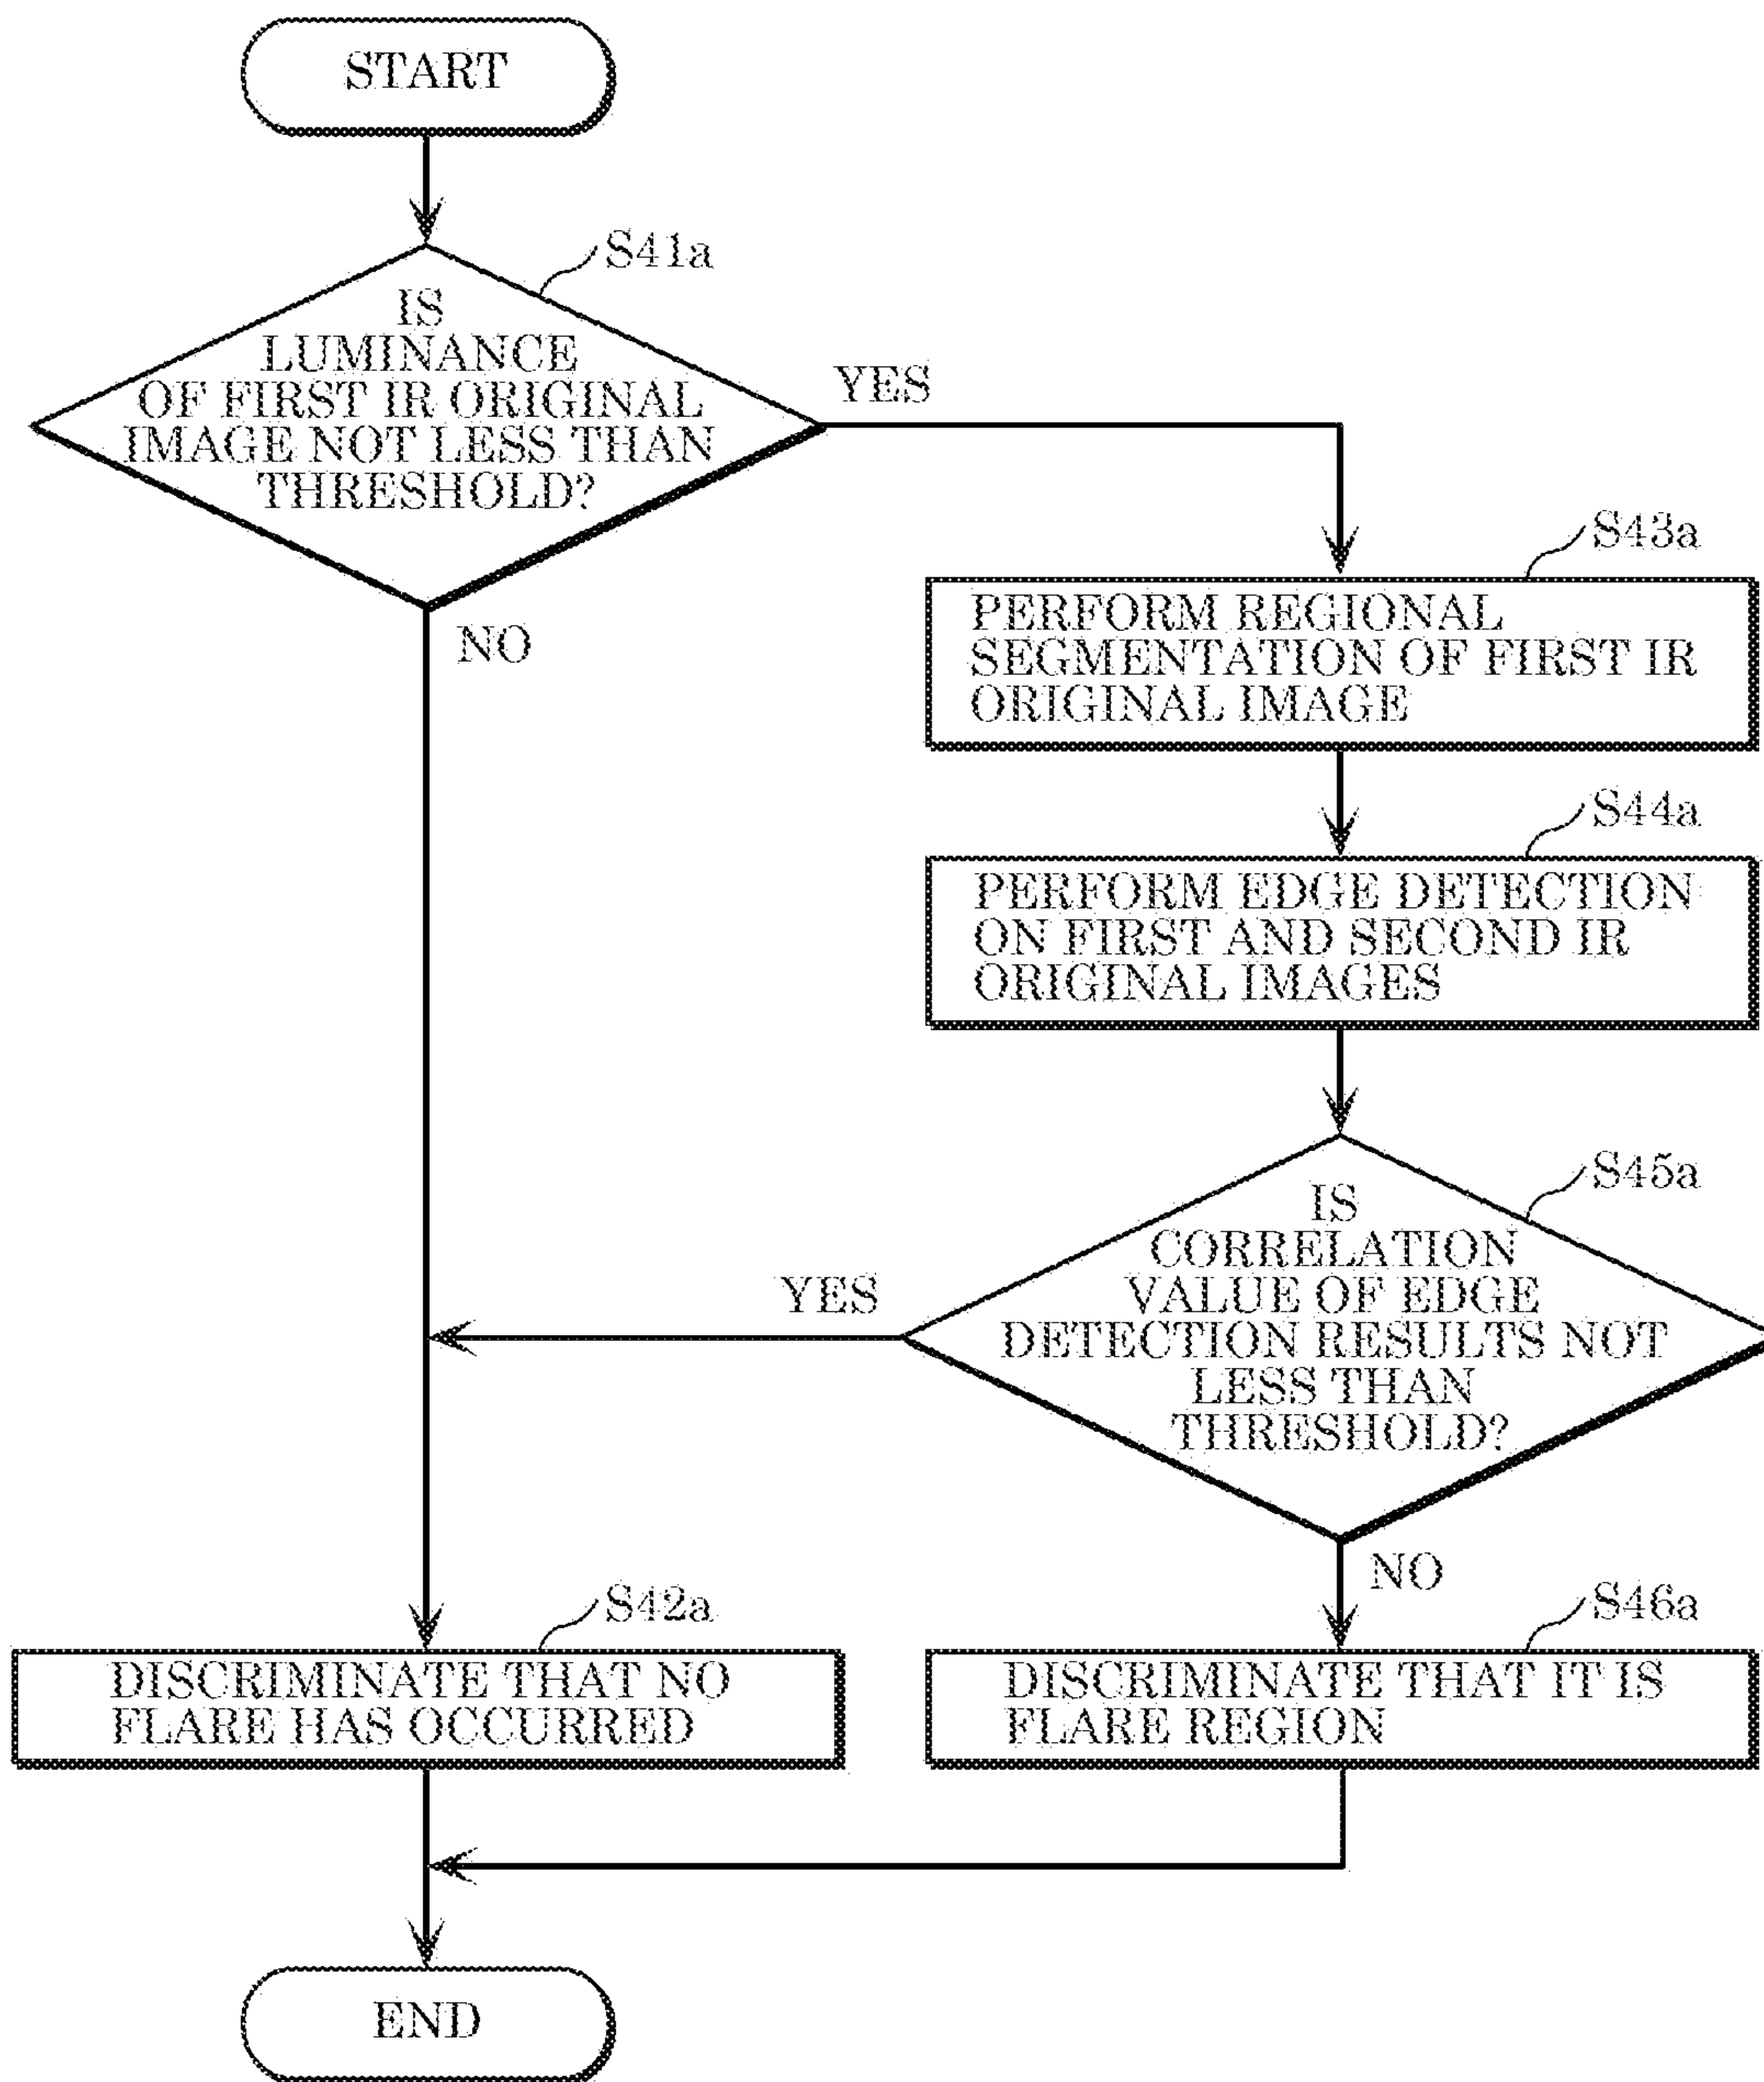 START
S41a
IS
LUMINANCE
OF FIRST IR ORIGINAL
IMAGE NOT LESS THAN
THRESHOLD?
YES
NO
S43a
PERFORM REGIONAL
SEGMENTATION OF FIRST IR
ORIGINAL IMAGE
S44a
PERFORM EDGE DETECTION
ON FIRST AND SECOND IR
ORIGINAL IMAGES
S45a
IS
CORRELATION
VALUE OF EDGE
DETECTION RESULTS NOT
LESS THAN
THRESHOLD?
YES
NO
S42a
DISCRIMINATE THAT NO
FLARE HAS OCCURRED
S46a
DISCRIMINATE THAT IT IS
FLARE REGION
END